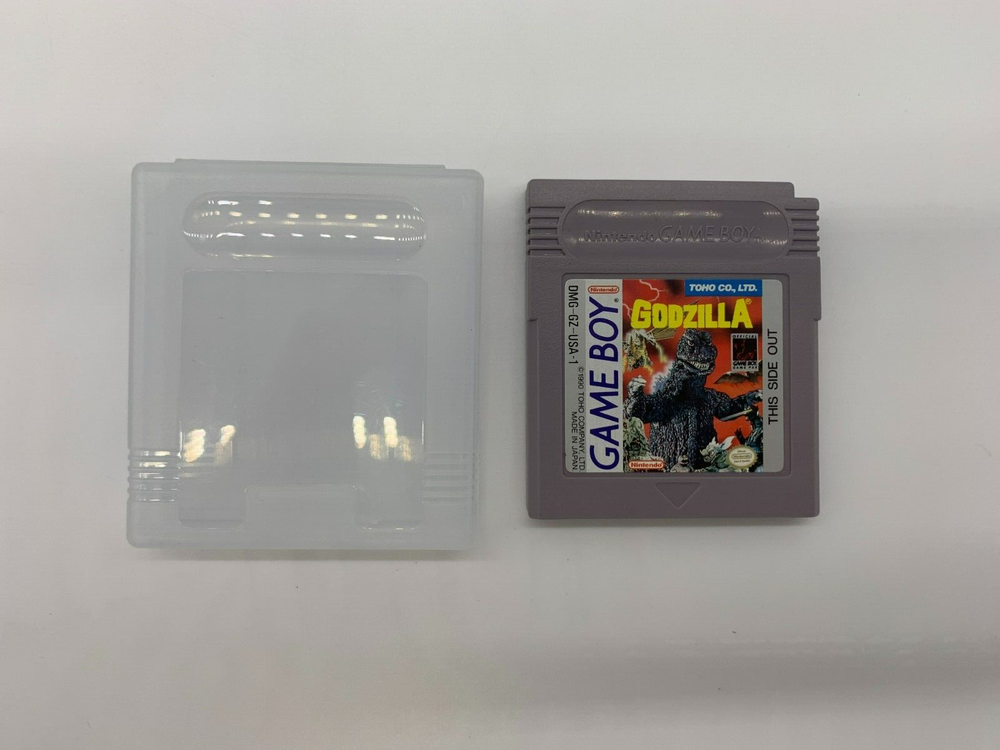 Nintendo GAME BOY
DMG-GZ-USA-1
©1990 TOHO COMPANY, LTD.
MADE IN JAPAN
Nintendo®
GAME BOY®
TOHO CO., LTD.
GODZILLA®
OFFICIAL
Nintendo
THIS SIDE OUT